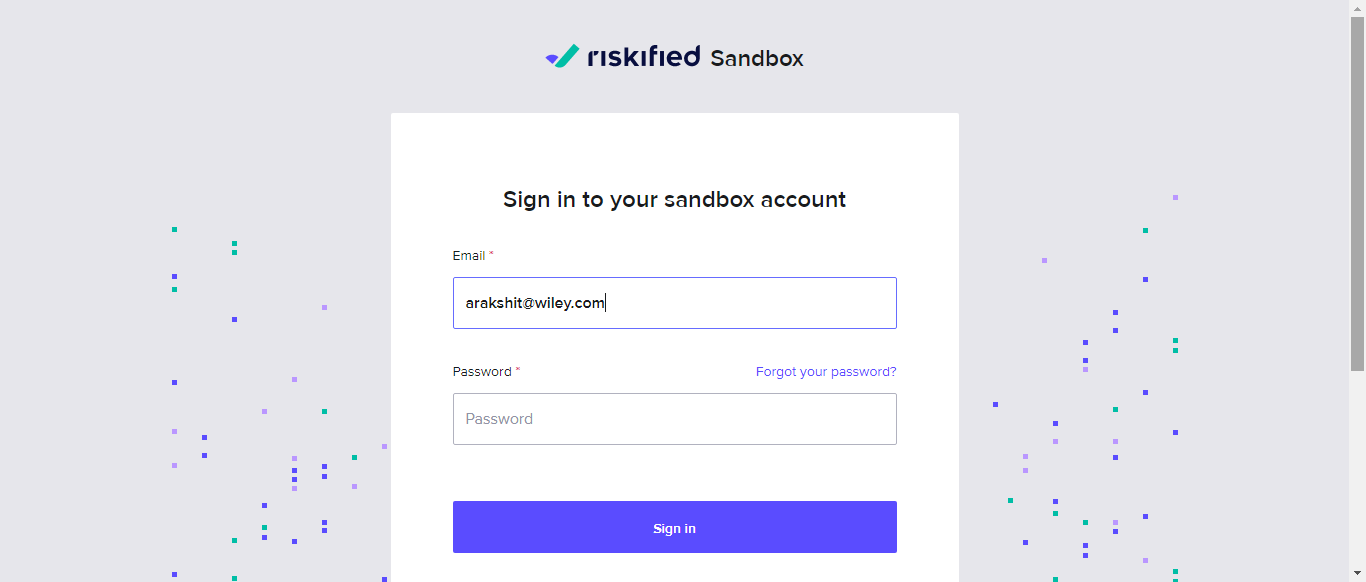 riskified Sandbox
Sign in to your sandbox account
Email *
arakshit@wiley.com
Password *
Forgot your password?
Password
Sign in